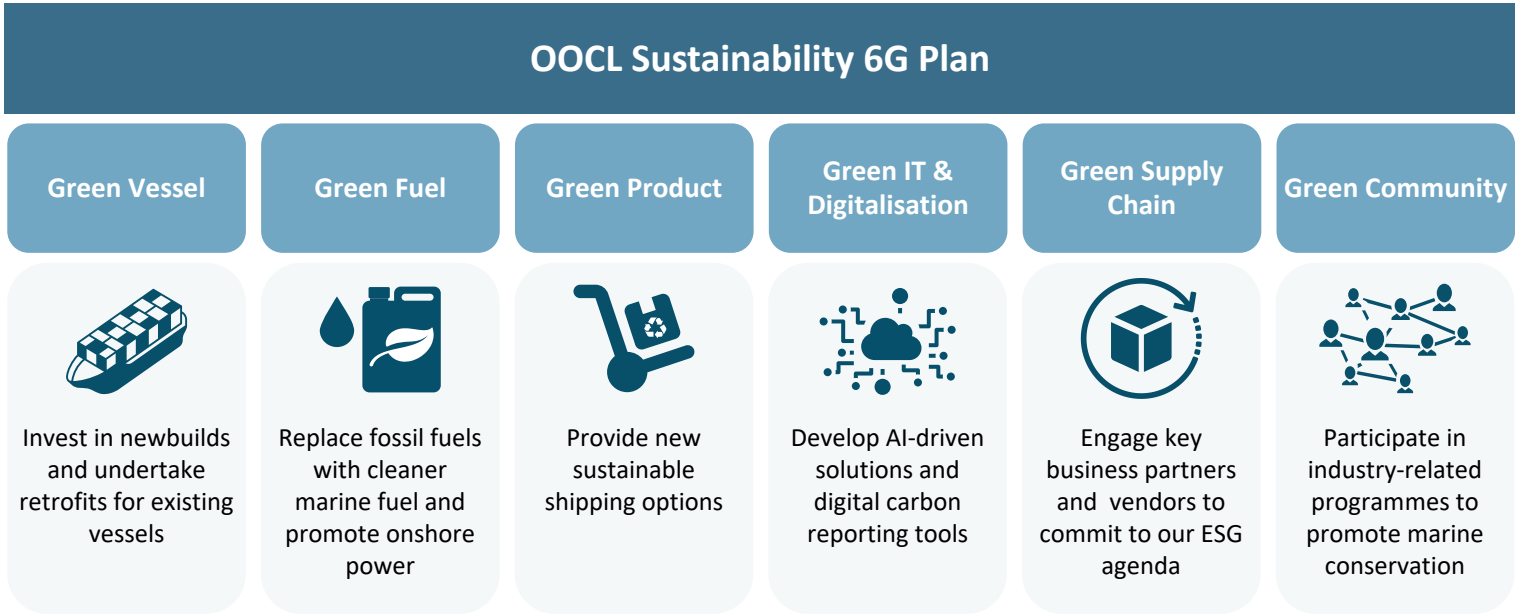 OOCL Sustainability 6G Plan
Green Vessel
Green Fuel
Green Product
Green IT &
Digitalisation
Green Supply
Chain
Green Community
Invest in newbuilds
and undertake
retrofits for existing
vessels
Replace fossil fuels
with cleaner
marine fuel and
promote onshore
power
Provide new
sustainable
shipping options
Develop AI-driven
solutions and
digital carbon
reporting tools
Engage key
business partners
and vendors to
commit to our ESG
agenda
Participate in
industry-related
programmes to
promote marine
conservation